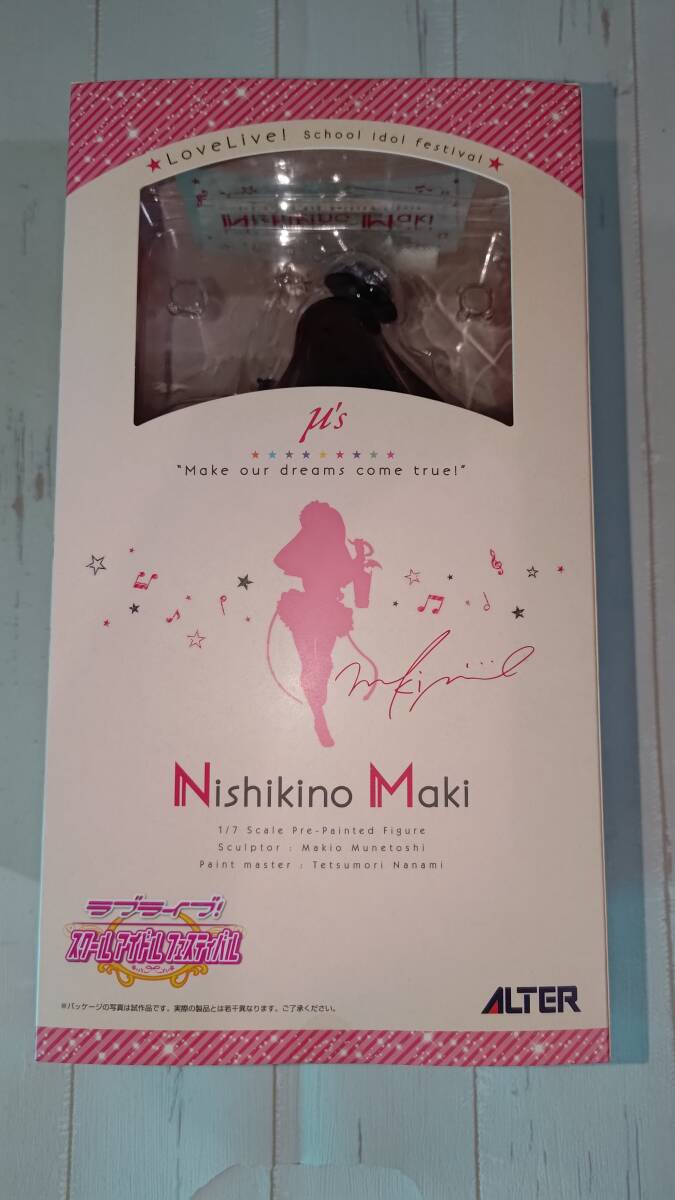 LoveLive! School idol festival
Nishikino Maki
μ's
"Make our dreams come true!"
Nishikino Maki
1/7 Scale Pre-Painted Figure
Sculptor : Makio Munetoshi
Paint master : Tetsumori Nanami
ラブライブ!
スクールアイドルフェスティバル
※パッケージの写真は試作品です。実際の製品とは若干異なります。ご了承ください。
ALTER